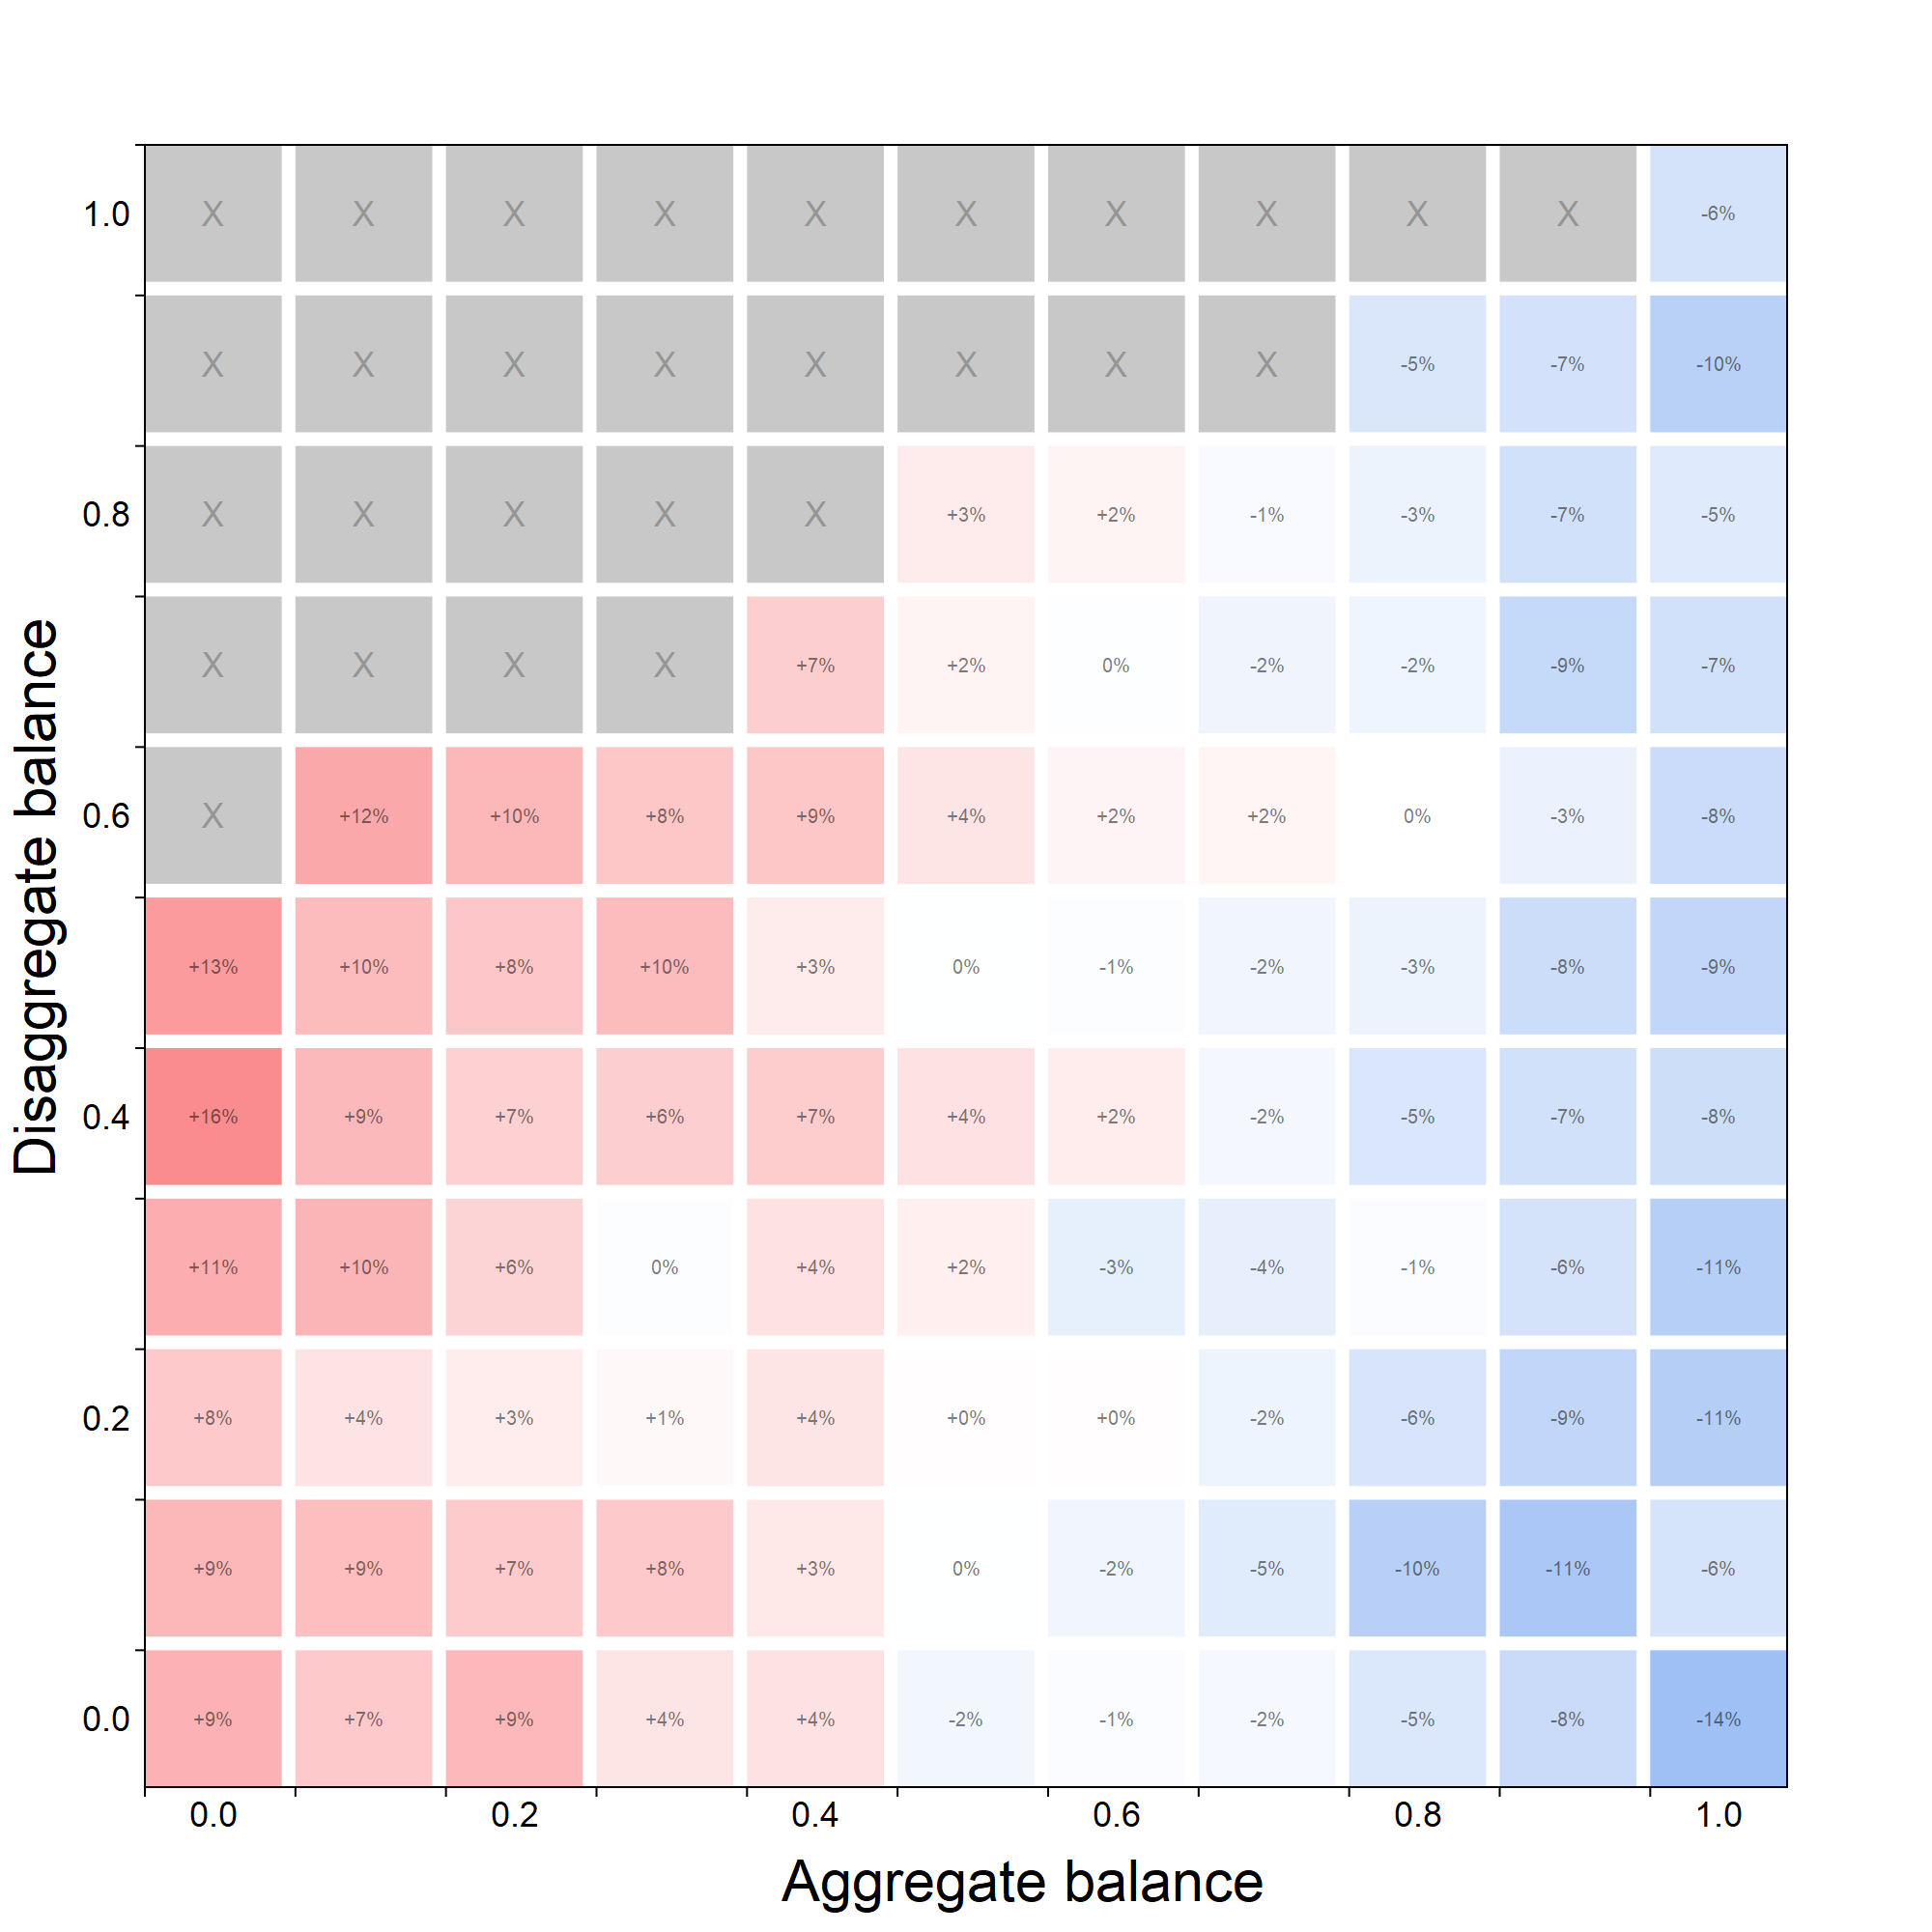 1.0 X X X X X X X X X X -6%
X X X X X X X X -5% -7% -10%
0.8 X X X X X +3% +2% -1% -3% -7% -5%
X X X X +7% +2% 0% -2% -2% -9% -7%
0.6 X +12% +10% +8% +9% +4% +2% +2% 0% -3% -8%
+13% +10% +8% +10% +3% 0% -1% -2% -3% -8% -9%
0.4 +16% +9% +7% +6% +7% +4% +2% -2% -5% -7% -8%
+11% +10% +6% 0% +4% +2% -3% -4% -1% -6% -11%
0.2 +8% +4% +3% +1% +4% +0% +0% -2% -6% -9% -11%
+9% +9% +7% +8% +3% 0% -2% -5% -10% -11% -6%
0.0 +9% +7% +9% +4% +4% -2% -1% -2% -5% -8% -14%
0.0 0.2 0.4 0.6 0.8 1.0
Aggregate balance
Disaggregate balance